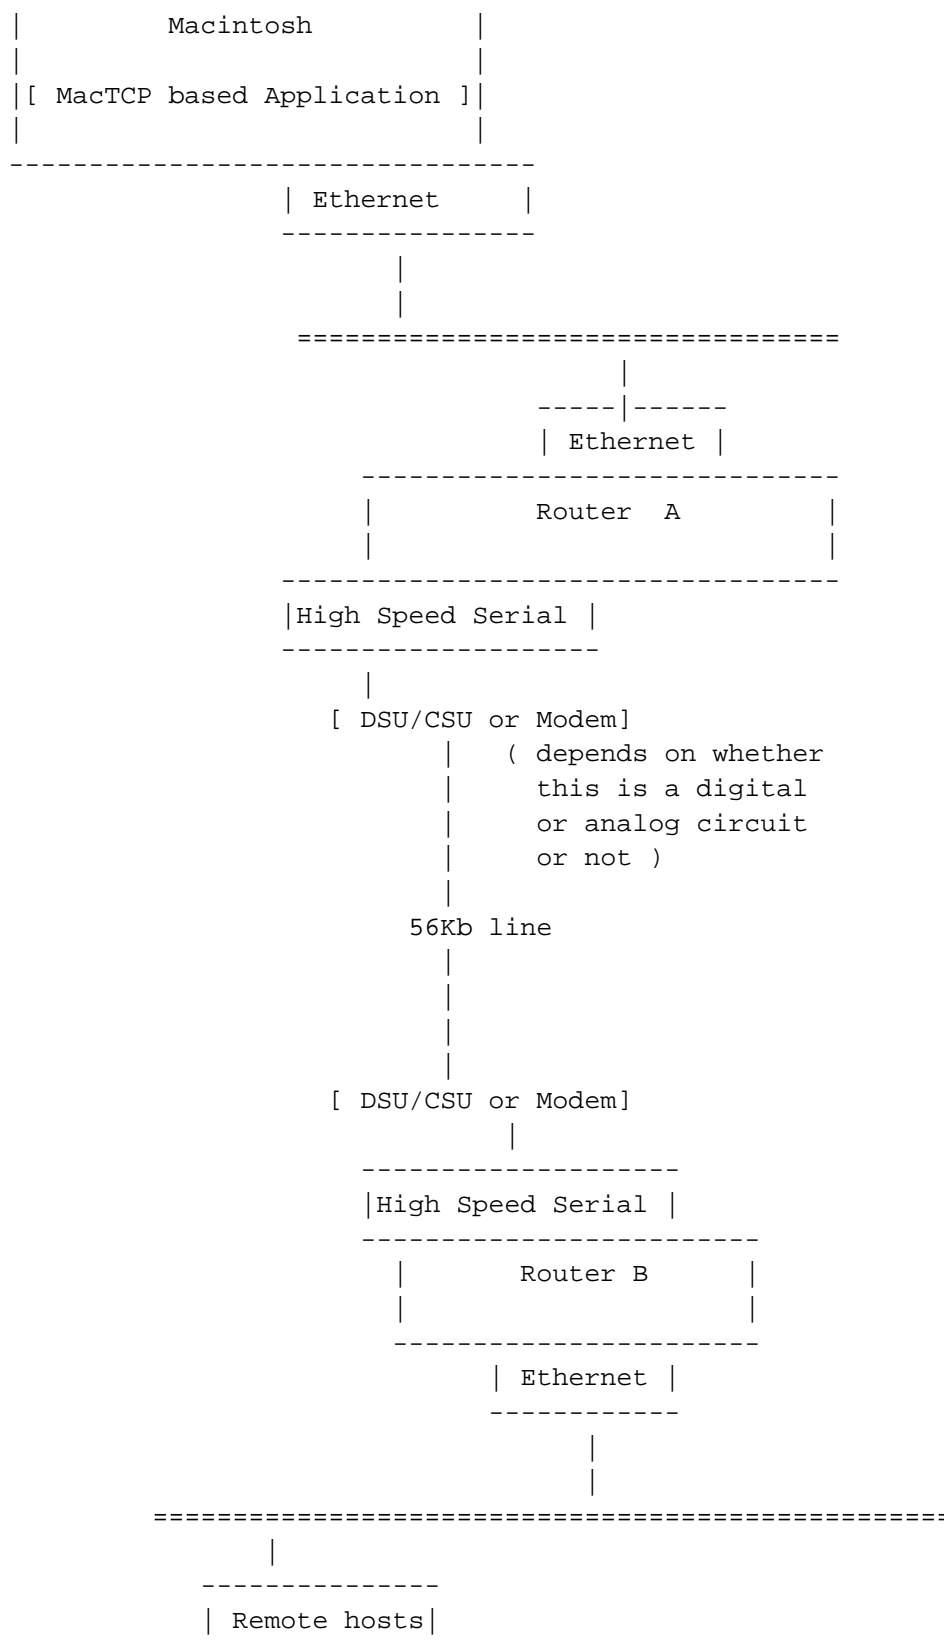 Macintosh
[ MacTCP based Application ]
Ethernet
Ethernet
Router A
High Speed Serial
[ DSU/CSU or Modem]
( depends on whether
this is a digital
or analog circuit
or not )
56Kb line
[ DSU/CSU or Modem]
High Speed Serial
Router B
Ethernet
Remote hosts